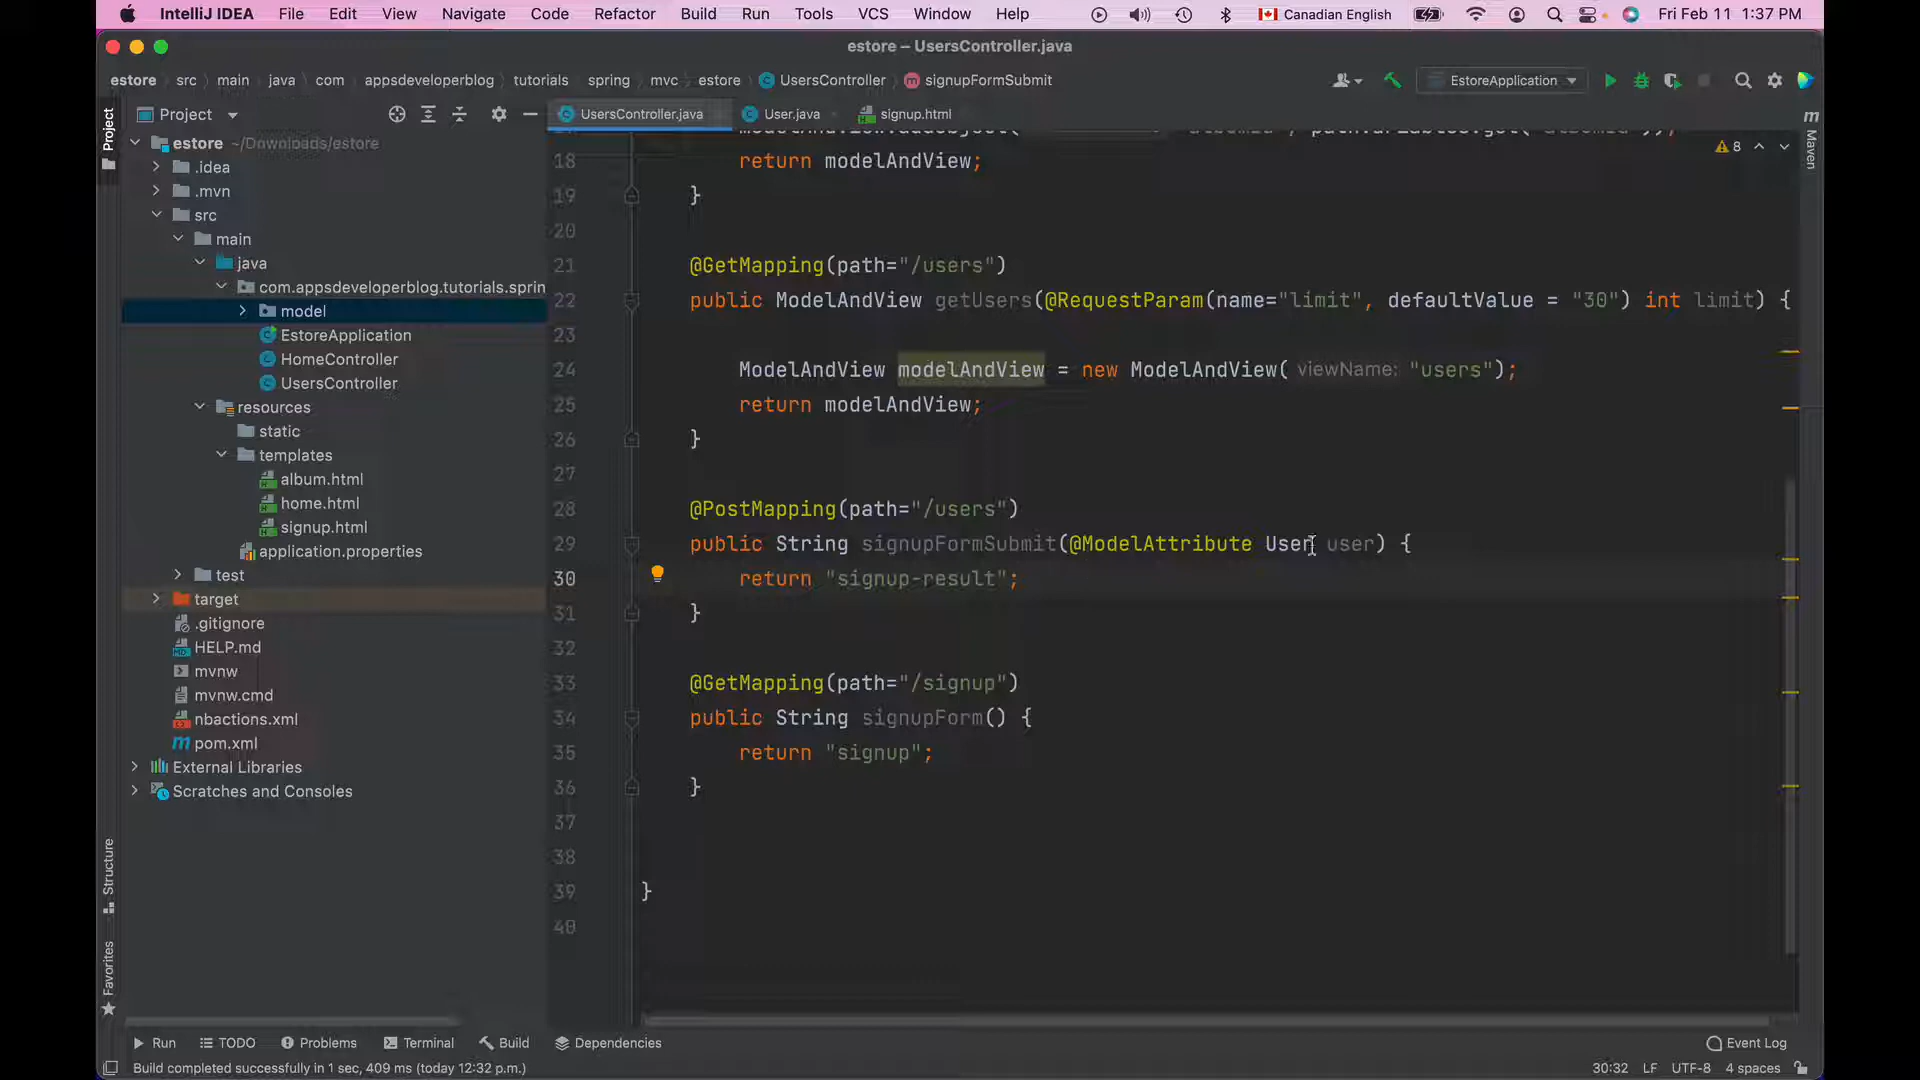 IntelliJ IDEA File Edit View Navigate Code Refactor Build Run Tools VCS Window Help Canadian English Fri Feb 11 1:37 PM
estore – UsersController.java
estore src main java com appsdeveloperblog tutorials spring mvc estore UsersController signupFormSubmit EstoreApplication
Project UsersController.java User.java signup.html
Project
Maven
Structure
Favorites
8
estore ~/Downloads/estore
.idea
.mvn
src
main
java
com.appsdeveloperblog.tutorials.sprin
model
EstoreApplication
HomeController
UsersController
resources
static
templates
album.html
home.html
signup.html
application.properties
test
target
.gitignore
HELP.md
mvnw
mvnw.cmd
nbactions.xml
pom.xml
External Libraries
Scratches and Consoles
18 return modelAndView;
19 }
20
21 @GetMapping(path="/users")
22 public ModelAndView getUsers(@RequestParam(name="limit", defaultValue = "30") int limit) {
23
24 ModelAndView modelAndView = new ModelAndView( viewName: "users");
25 return modelAndView;
26 }
27
28 @PostMapping(path="/users")
29 public String signupFormSubmit(@ModelAttribute User user) {
30 return "signup-result";
31 }
32
33 @GetMapping(path="/signup")
34 public String signupForm() {
35 return "signup";
36 }
37
38
39 }
40
Run TODO Problems Terminal Build Dependencies Event Log
Build completed successfully in 1 sec, 409 ms (today 12:32 p.m.) 30:32 LF UTF-8 4 spaces